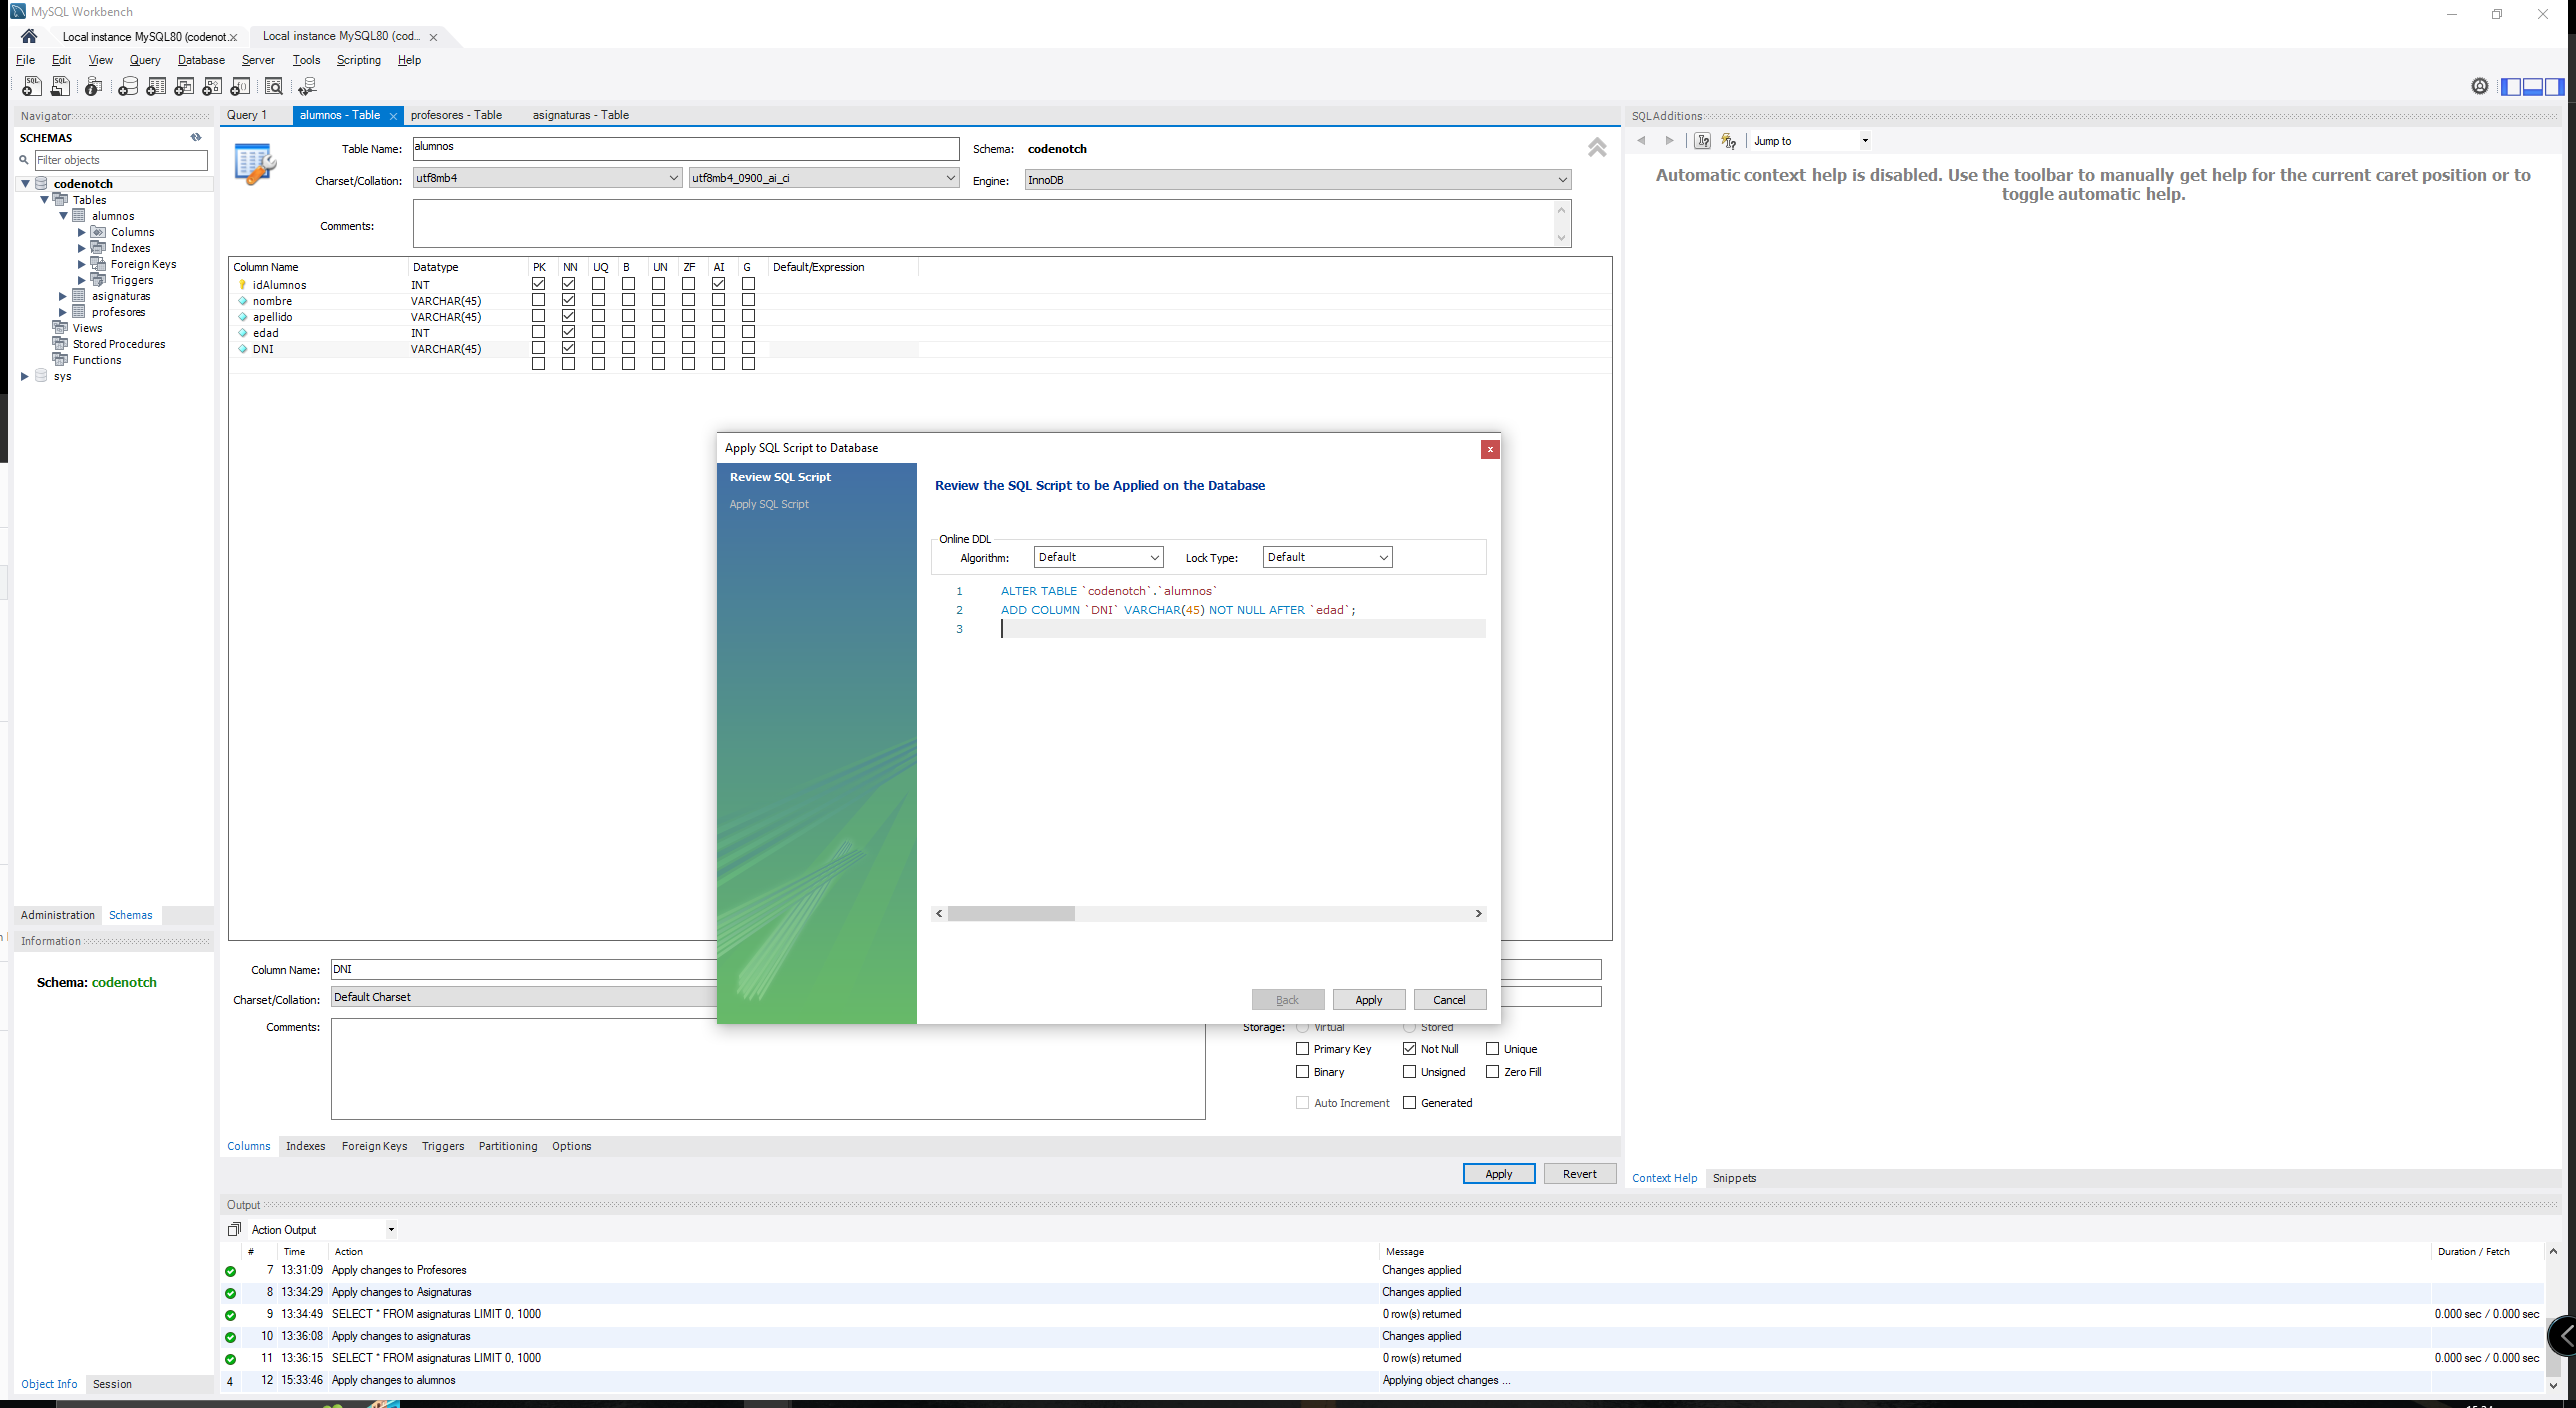 MySQL Workbench
Local instance MySQL80 (codenot. x
Local instance MySQL80 (cod... x
File Edit View Query Database Server Tools Scripting Help
Navigator
SCHEMAS
Filter objects
codenotch
Tables
alumnos
Columns
Indexes
Foreign Keys
Triggers
asignaturas
profesores
Views
Stored Procedures
Functions
sys
Administration Schemas
Information
Schema: codenotch
Object Info Session
Query 1 alumnos - Table profesores - Table asignaturas - Table
Table Name: alumnos Schema: codenotch
Charset/Collation: utf8mb4 utf8mb4_0900_ai_ci Engine: InnoDB
Comments:
Column Name Datatype PK NN UQ B UN ZF AI G Default/Expression
idAlumnos INT
nombre VARCHAR(45)
apellido VARCHAR(45)
edad INT
DNI VARCHAR(45)
Apply SQL Script to Database
Review SQL Script
Apply SQL Script
Review the SQL Script to be Applied on the Database
Online DDL
Algorithm: Default Lock Type: Default
1 ALTER TABLE `codenotch`.`alumnos`
2 ADD COLUMN `DNI` VARCHAR(45) NOT NULL AFTER `edad`;
3
Back Apply Cancel
Column Name: DNI
Charset/Collation: Default Charset
Comments:
Storage: Virtual Stored
Primary Key Not Null Unique
Binary Unsigned Zero Fill
Auto Increment Generated
Columns Indexes Foreign Keys Triggers Partitioning Options
Apply Revert
SQLAdditions
Jump to
Automatic context help is disabled. Use the toolbar to manually get help for the current caret position or to
toggle automatic help.
Context Help Snippets
Output
Action Output
# Time Action Message Duration / Fetch
7 13:31:09 Apply changes to Profesores Changes applied
8 13:34:29 Apply changes to Asignaturas Changes applied
9 13:34:49 SELECT * FROM asignaturas LIMIT 0, 1000 0 row(s) returned 0.000 sec / 0.000 sec
10 13:36:08 Apply changes to asignaturas Changes applied
11 13:36:15 SELECT * FROM asignaturas LIMIT 0, 1000 0 row(s) returned 0.000 sec / 0.000 sec
4 12 15:33:46 Apply changes to alumnos Applying object changes ...